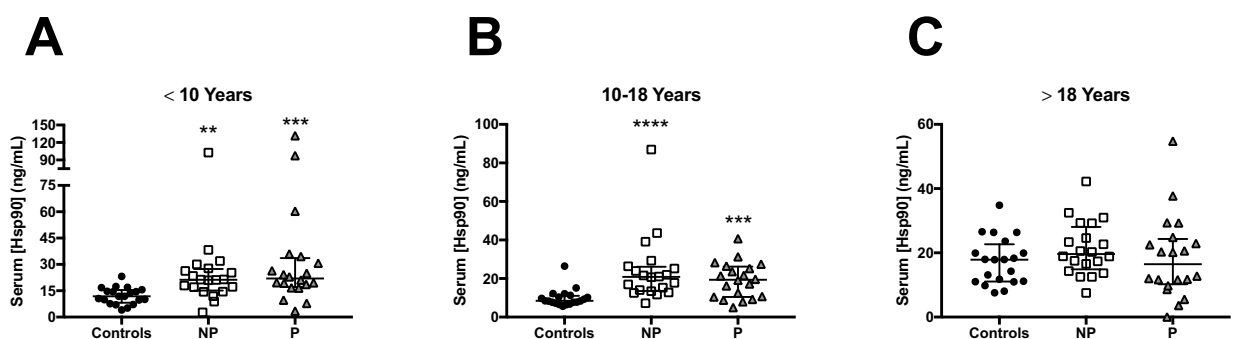 A
B
C
< 10 Years
10-18 Years
> 18 Years
Serum [Hsp90] (ng/mL)
150
120
90
75
60
45
30
15
0
**
***
Controls
NP
P
Serum [Hsp90] (ng/mL)
100
80
60
40
20
0
****
***
Controls
NP
P
Serum [Hsp90] (ng/mL)
60
40
20
0
Controls
NP
P